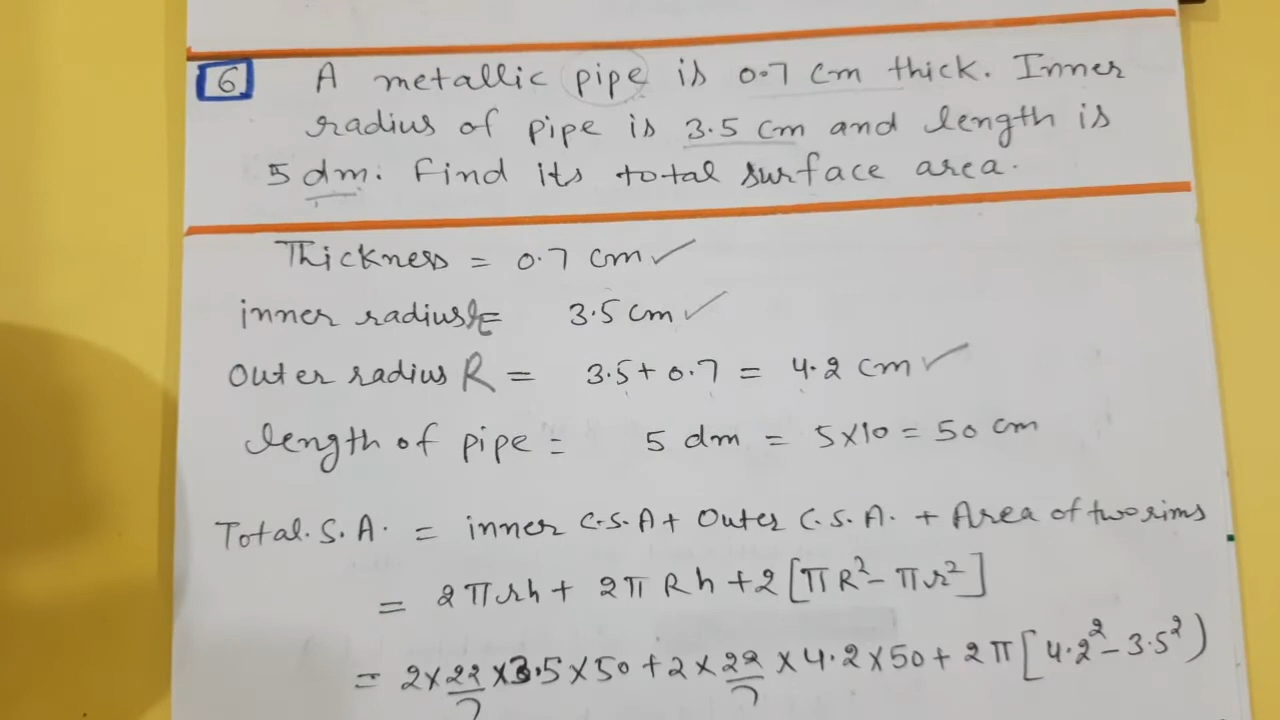 6 A metallic pipe is 0.7 cm thick. Inner
radius of pipe is 3.5 cm and length is
5 dm. Find its total surface area.
Thickness = 0.7 cm ✓
inner radius r = 3.5 cm ✓
Outer radius R = 3.5 + 0.7 = 4.2 cm ✓
length of pipe = 5 dm = 5×10 = 50 cm
Total. S. A. = inner C.S.A + Outer C.S.A. + Area of two rims
= 2πrh + 2πRh + 2[πR²-πr²]
= 2×22/7×3.5×50+2×22/7×4.2×50+2π[4.2²-3.5²)